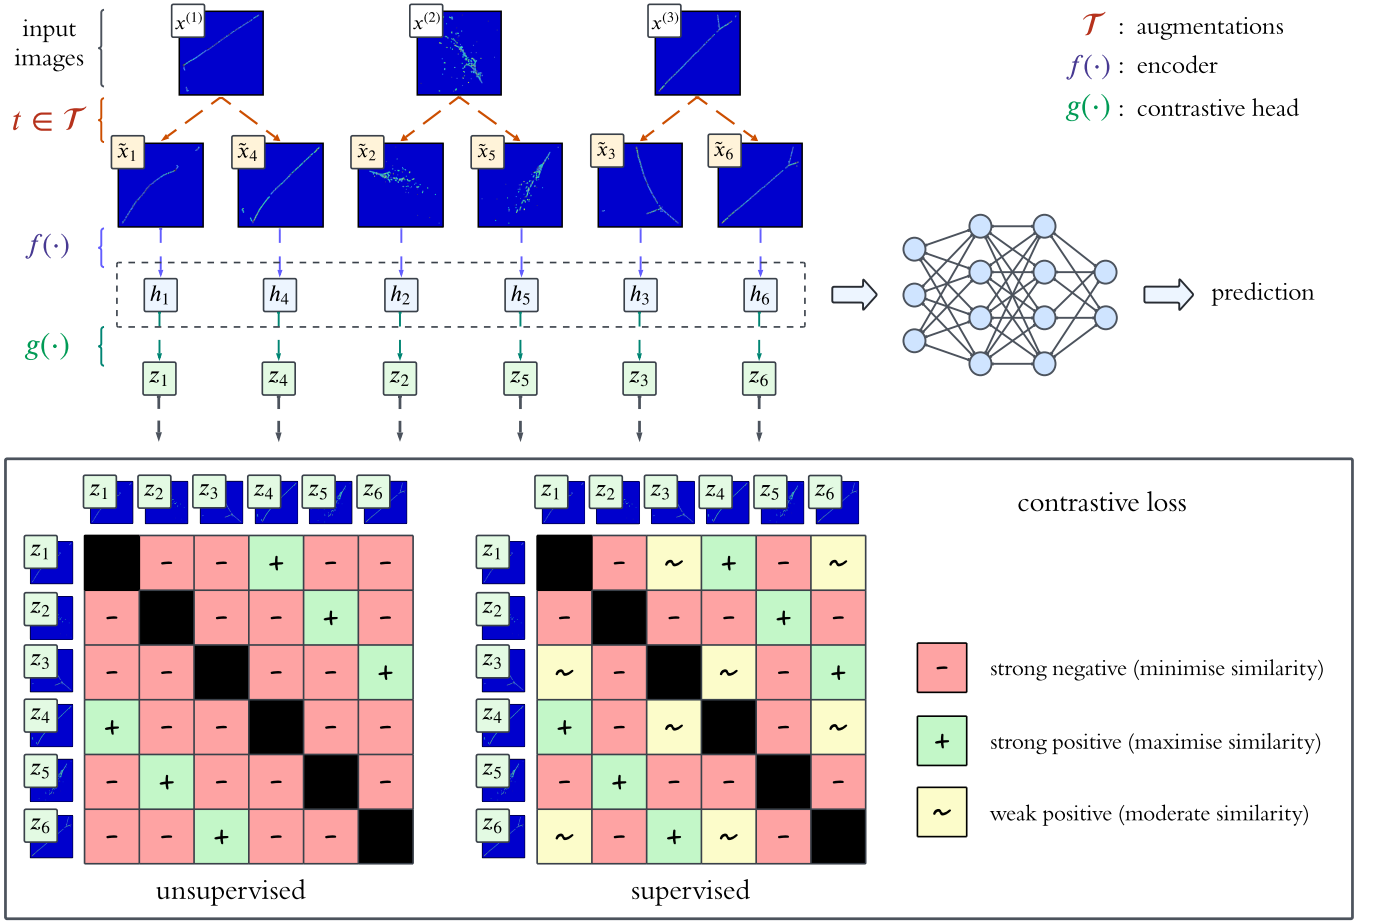 input
images
x⁽¹⁾ x⁽²⁾ x⁽³⁾
𝒯 : augmentations
f(·) : encoder
g(·) : contrastive head
t ∈ 𝒯
x̃₁ x̃₄ x̃₂ x̃₅ x̃₃ x̃₆
f(·)
h₁ h₄ h₂ h₅ h₃ h₆
prediction
g(·)
z₁ z₄ z₂ z₅ z₃ z₆
z₁ z₂ z₃ z₄ z₅ z₆
z₁ - - + - -
z₂ - - - + -
z₃ - - - - +
z₄ + - - - -
z₅ - + - - -
z₆ - - + - -
unsupervised
z₁ z₂ z₃ z₄ z₅ z₆
z₁ - ~ + - ~
z₂ - - - + -
z₃ ~ - ~ - +
z₄ + - ~ - ~
z₅ - + - - -
z₆ ~ - + ~ -
supervised
contrastive loss
- strong negative (minimise similarity)
+ strong positive (maximise similarity)
~ weak positive (moderate similarity)